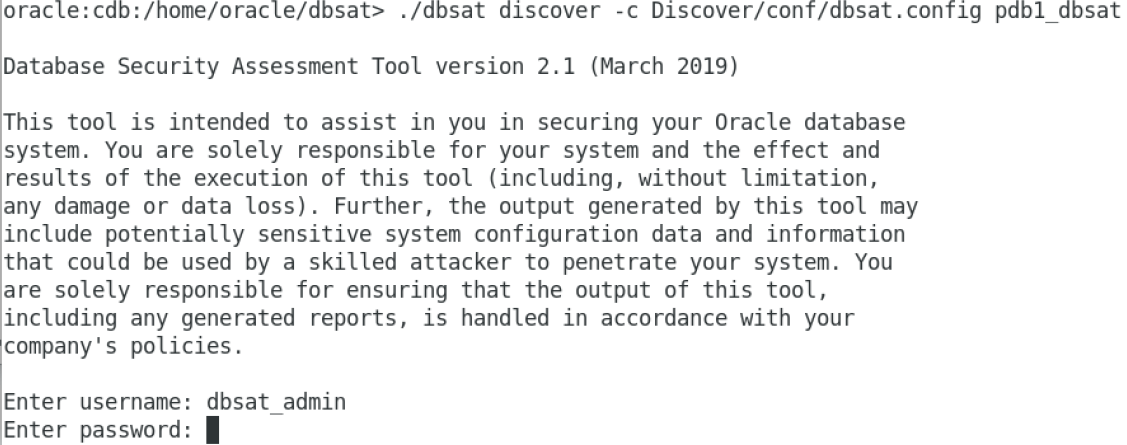 oracle:cdb:/home/oracle/dbsat> ./dbsat discover -c Discover/conf/dbsat.config pdb1_dbsat
Database Security Assessment Tool version 2.1 (March 2019)
This tool is intended to assist in you in securing your Oracle database
system. You are solely responsible for your system and the effect and
results of the execution of this tool (including, without limitation,
any damage or data loss). Further, the output generated by this tool may
include potentially sensitive system configuration data and information
that could be used by a skilled attacker to penetrate your system. You
are solely responsible for ensuring that the output of this tool,
including any generated reports, is handled in accordance with your
company's policies.
Enter username: dbsat_admin
Enter password: